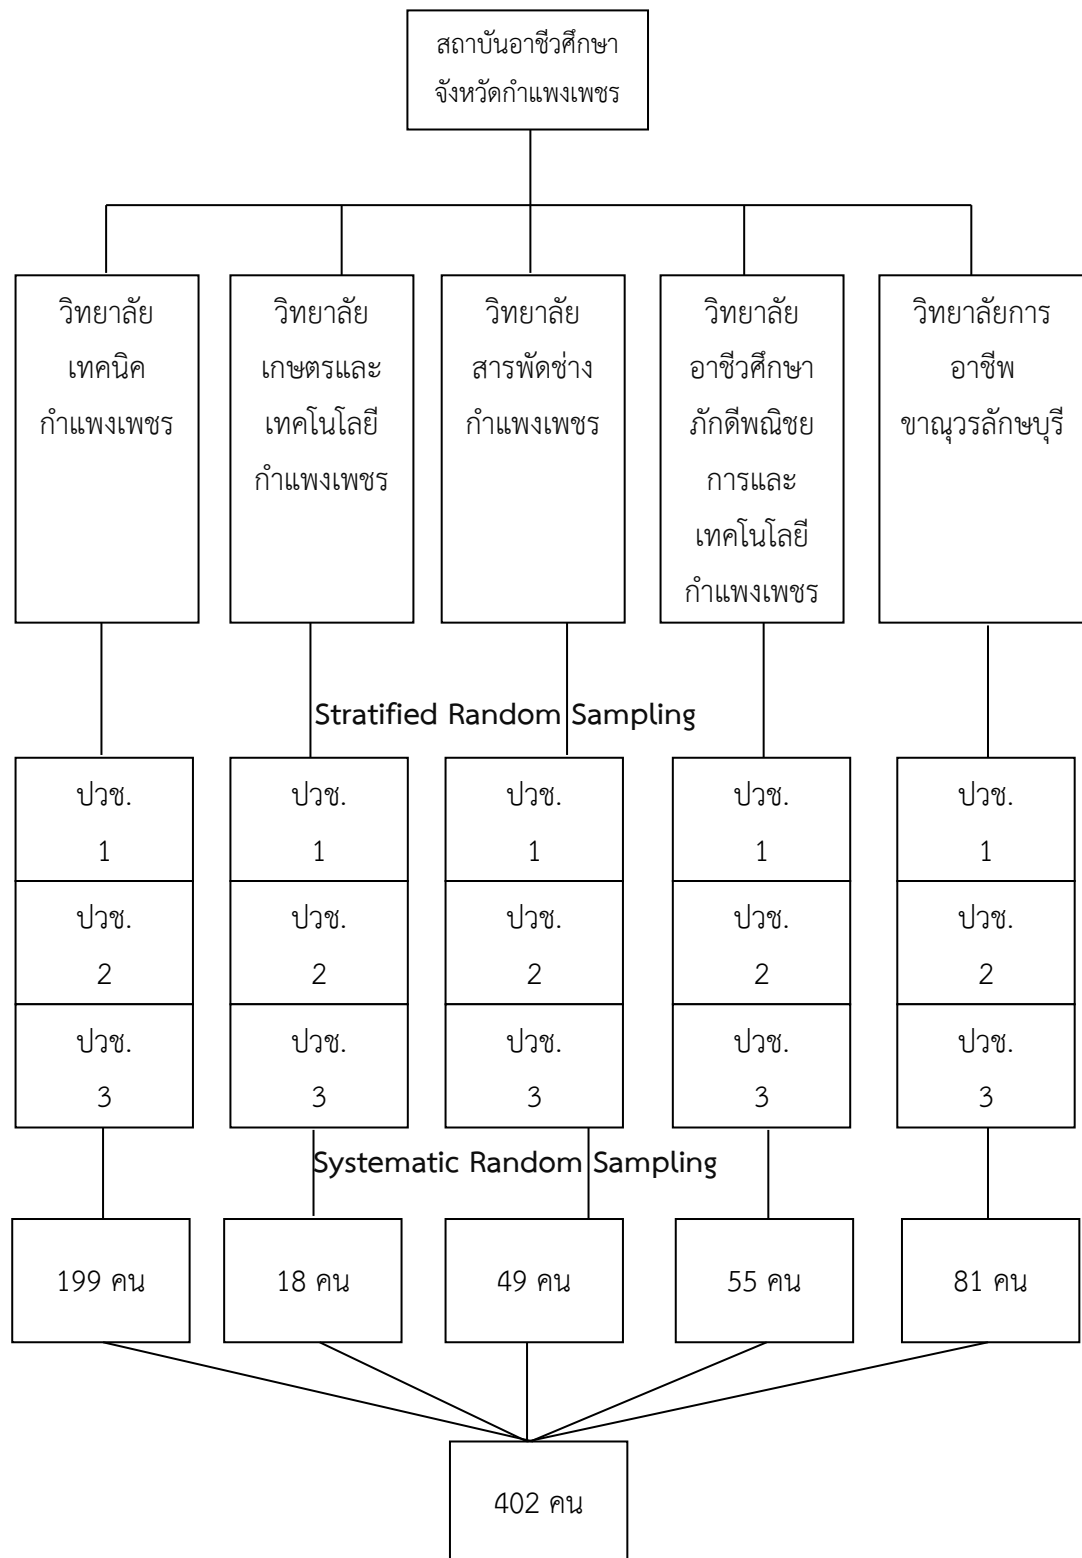 สถาบันอาชีวศึกษา
จังหวัดกำแพงเพชร
วิทยาลัย
เทคนิค
กำแพงเพชร
วิทยาลัย
เกษตรและ
เทคโนโลยี
กำแพงเพชร
วิทยาลัย
สารพัดช่าง
กำแพงเพชร
วิทยาลัย
อาชีวศึกษา
ภักดีพณิชย
การและ
เทคโนโลยี
กำแพงเพชร
วิทยาลัยการ
อาชีพ
ขาณุวรลักษบุรี
Stratified Random Sampling
ปวช.
1
ปวช.
2
ปวช.
3
ปวช.
1
ปวช.
2
ปวช.
3
ปวช.
1
ปวช.
2
ปวช.
3
ปวช.
1
ปวช.
2
ปวช.
3
ปวช.
1
ปวช.
2
ปวช.
3
Systematic Random Sampling
199 คน
18 คน
49 คน
55 คน
81 คน
402 คน